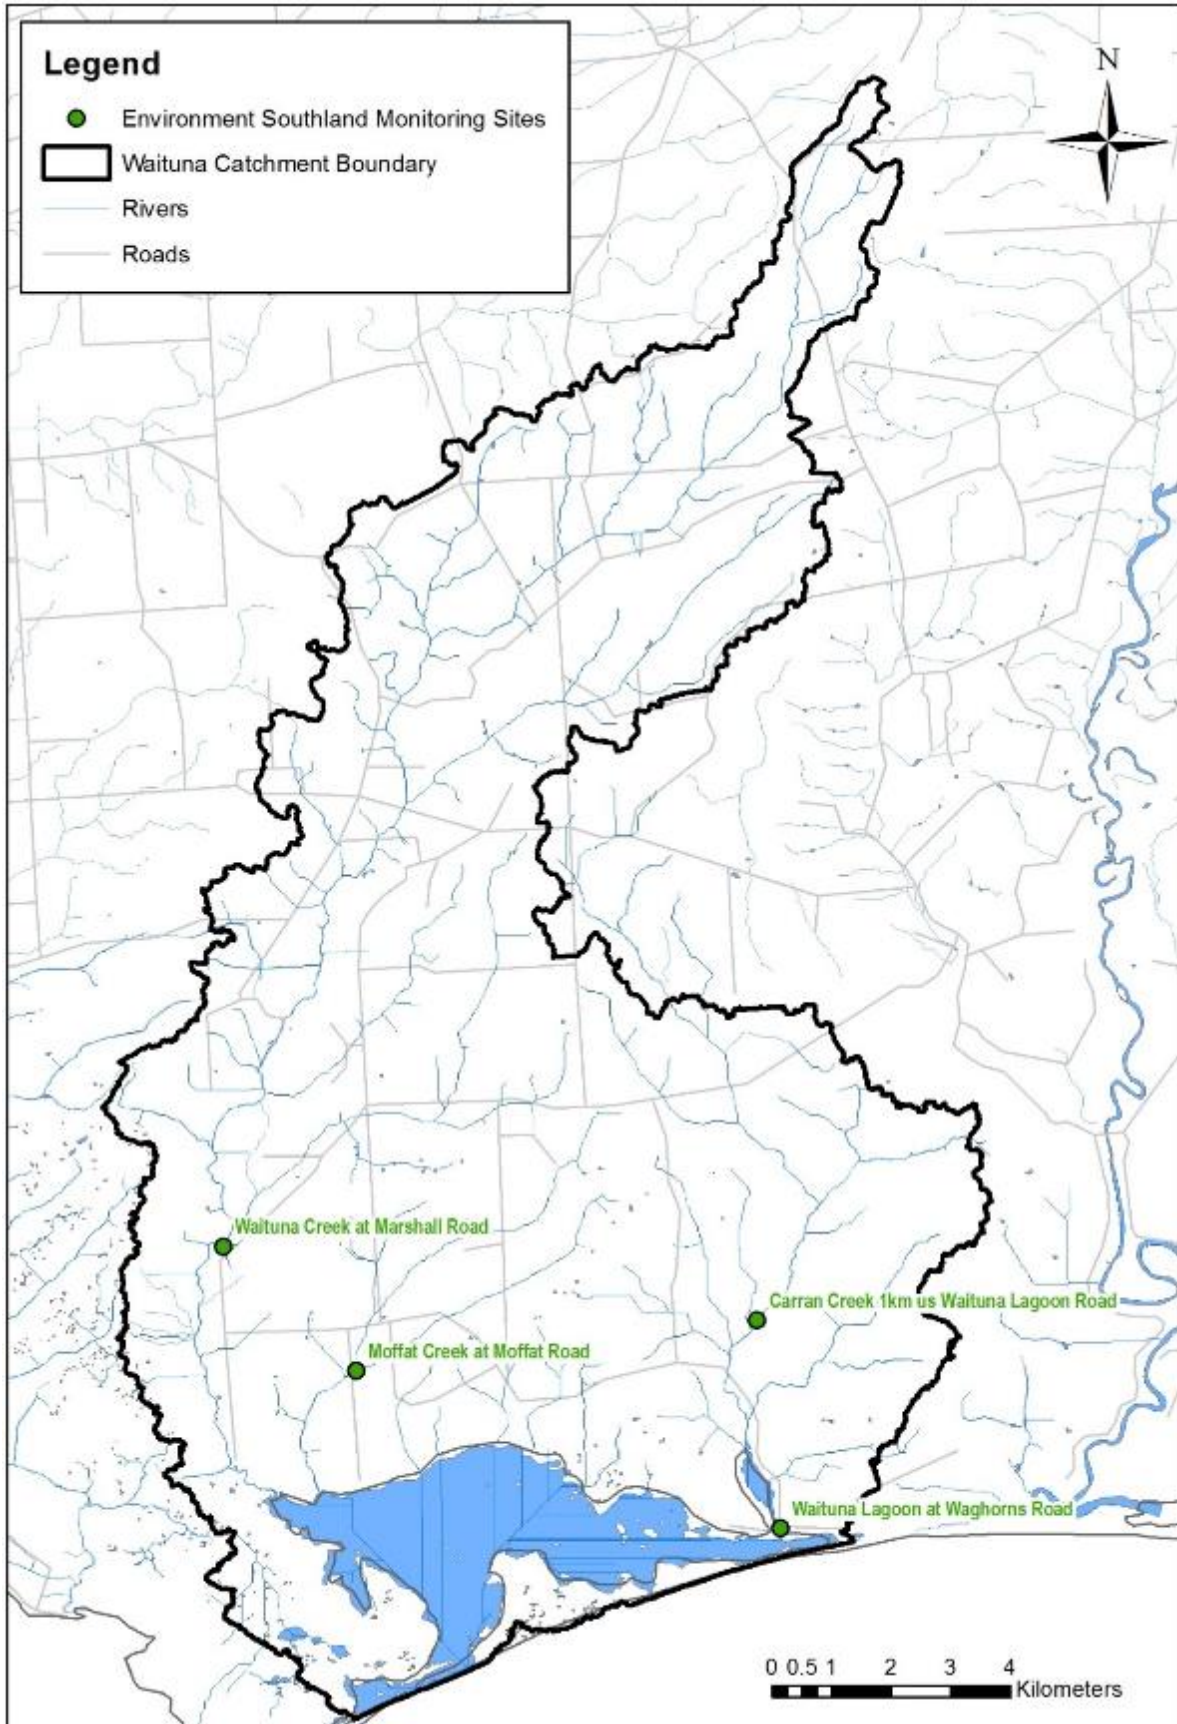 Legend
N
Environment Southland Monitoring Sites
Waituna Catchment Boundary
Rivers
Roads
Waituna Creek at Marshall Road
Carran Creek 1km us Waituna Lagoon Road
Moffat Creek at Moffat Road
Waituna Lagoon at Waghorns Road
0 0.5 1 2 3 4
Kilometers